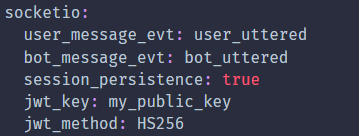 socketio:
  user_message_evt: user_uttered
  bot_message_evt: bot_uttered
  session_persistence: true
  jwt_key: my_public_key
  jwt_method: HS256